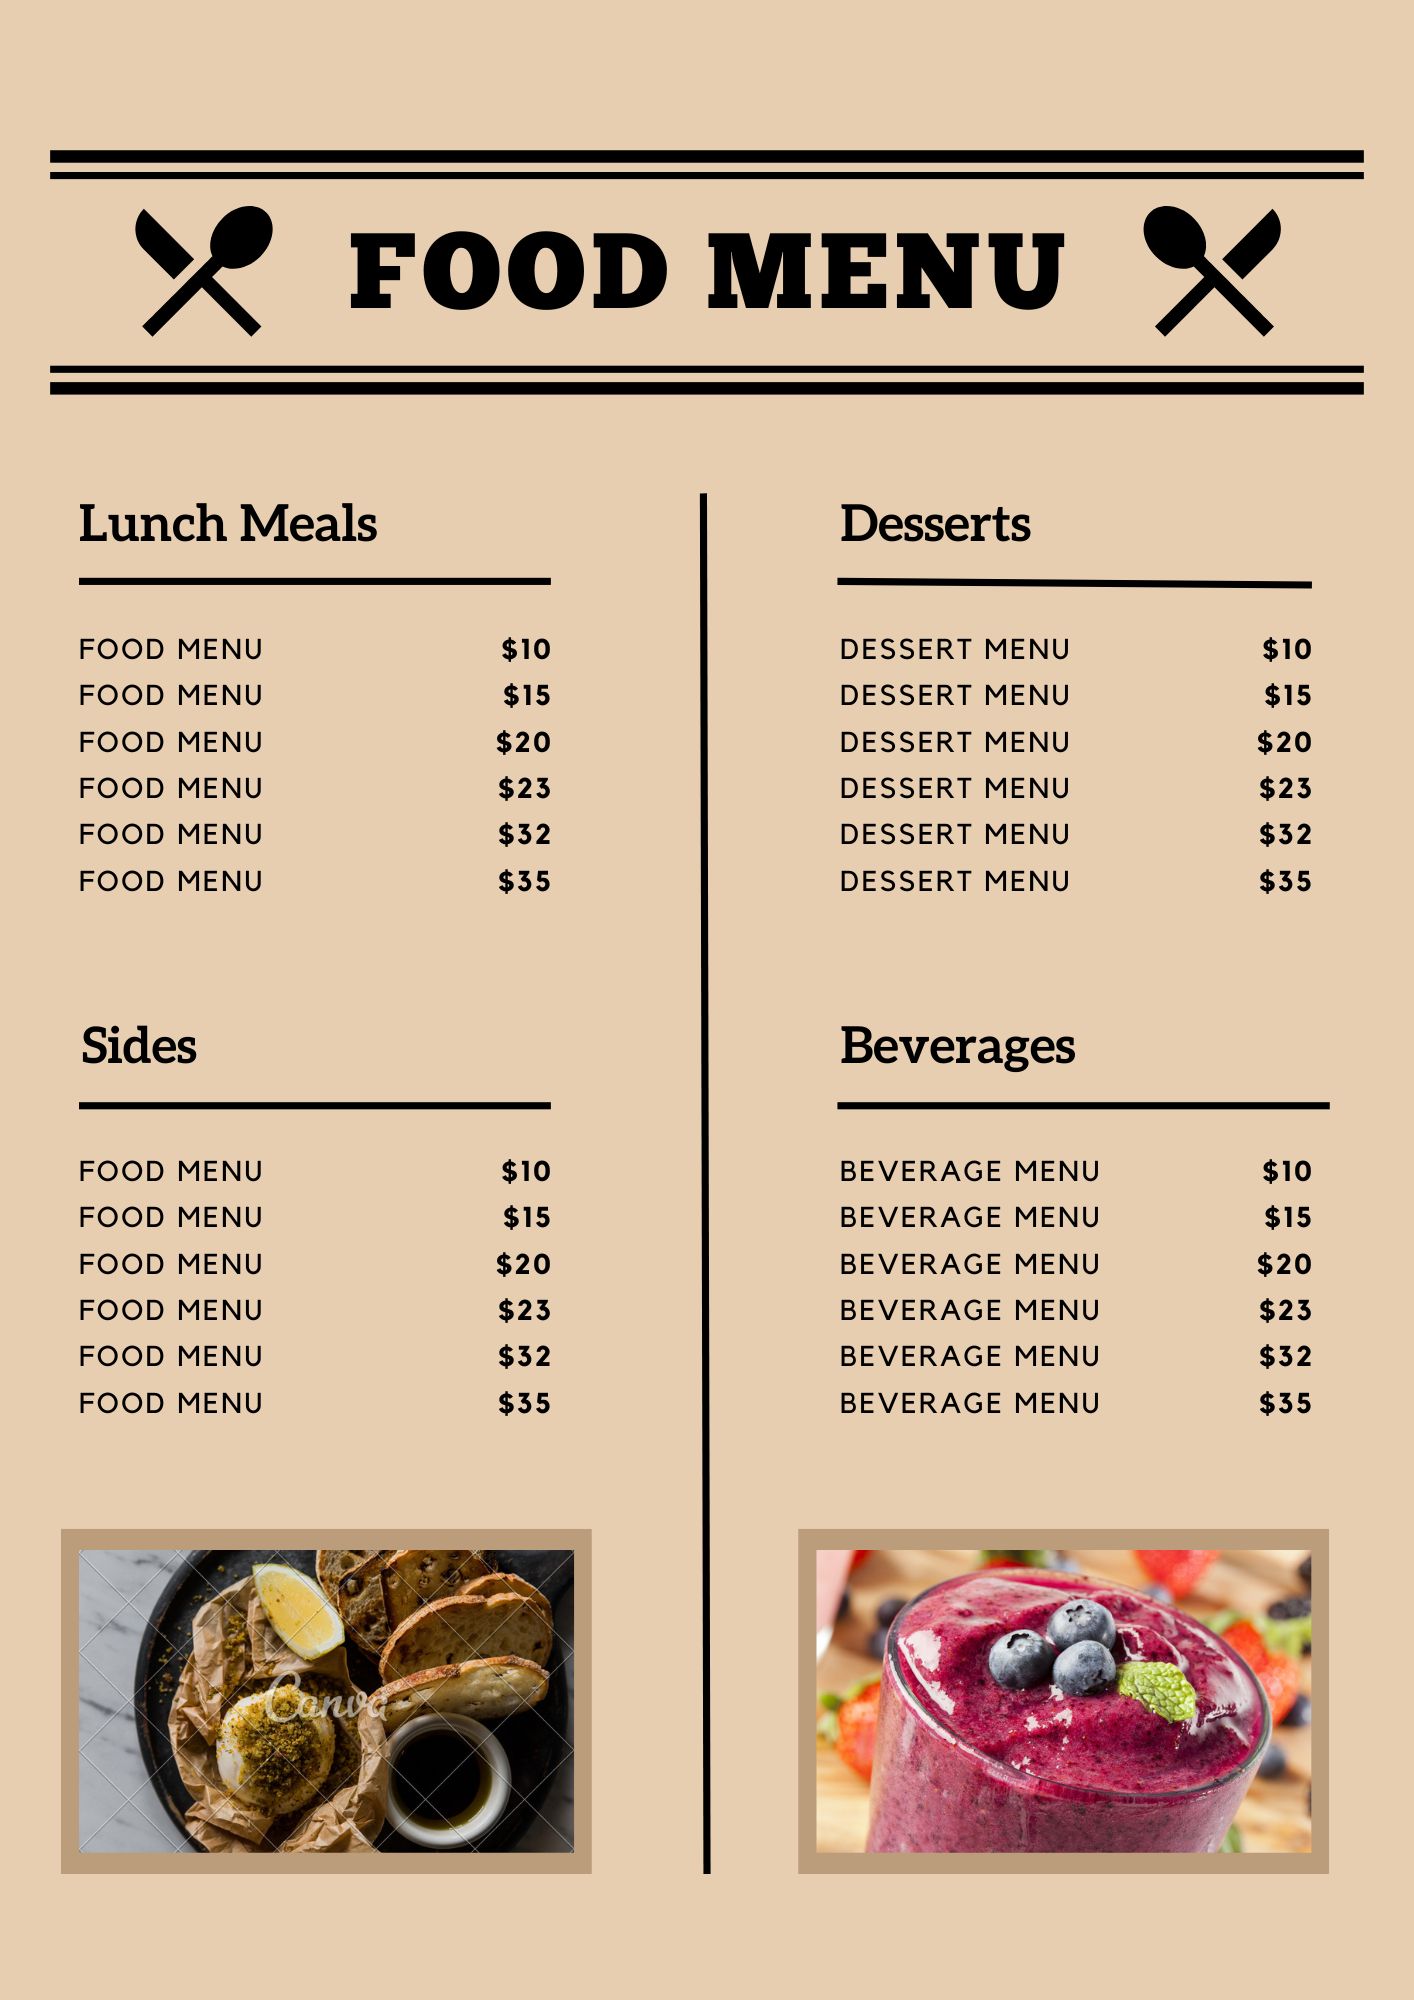 FOOD MENU
Lunch Meals
FOOD MENU $10
FOOD MENU $15
FOOD MENU $20
FOOD MENU $23
FOOD MENU $32
FOOD MENU $35
Sides
FOOD MENU $10
FOOD MENU $15
FOOD MENU $20
FOOD MENU $23
FOOD MENU $32
FOOD MENU $35
Desserts
DESSERT MENU $10
DESSERT MENU $15
DESSERT MENU $20
DESSERT MENU $23
DESSERT MENU $32
DESSERT MENU $35
Beverages
BEVERAGE MENU $10
BEVERAGE MENU $15
BEVERAGE MENU $20
BEVERAGE MENU $23
BEVERAGE MENU $32
BEVERAGE MENU $35
Canva